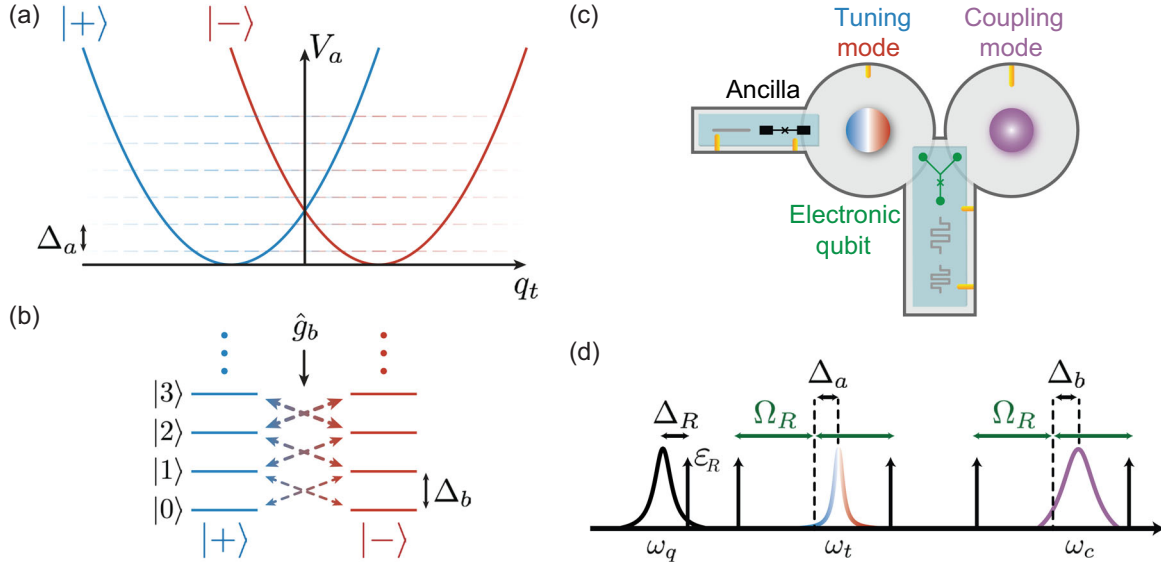 (a)
|+⟩
|−⟩
V_a
Δ_a
q_t
(b)
ĝ_b
|3⟩
|2⟩
|1⟩
|0⟩
Δ_b
|+⟩
|−⟩
(c)
Tuning
mode
Coupling
mode
Ancilla
Electronic
qubit
(d)
Δ_a
Δ_b
Δ_R
Ω_R
Ω_R
ε_R
ω_q
ω_t
ω_c